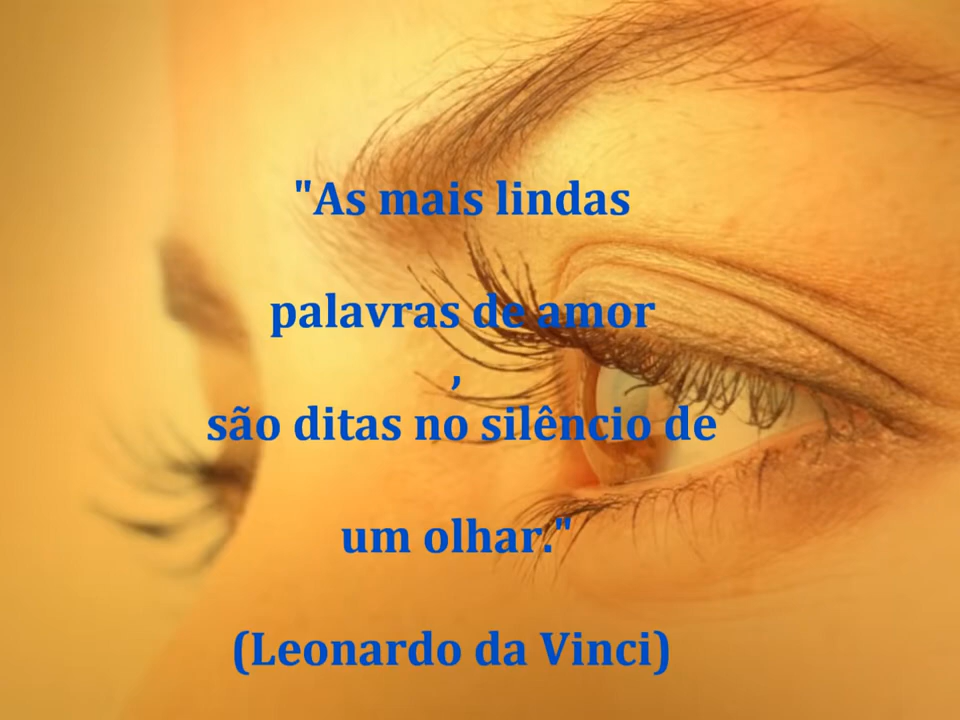 "As mais lindas
palavras de amor
,
são ditas no silêncio de
um olhar."
(Leonardo da Vinci)